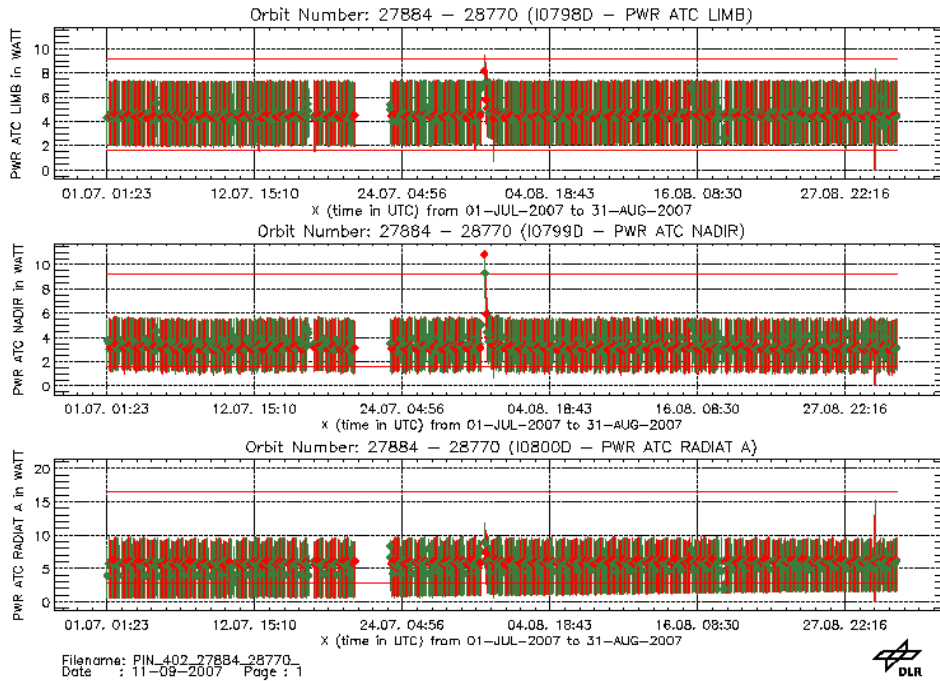 Orbit Number: 27884 – 28770 (I0798D – PWR ATC LIMB)
PWR ATC LIMB in WATT
10
8
6
4
2
0
01.07. 01:23 12.07. 15:10 24.07. 04:56 04.08. 18:43 16.08. 08:30 27.08. 22:16
X (time in UTC) from 01-JUL-2007 to 31-AUG-2007
Orbit Number: 27884 – 28770 (I0799D – PWR ATC NADIR)
PWR ATC NADIR in WATT
10
8
6
4
2
0
01.07. 01:23 12.07. 15:10 24.07. 04:56 04.08. 18:43 16.08. 08:30 27.08. 22:16
X (time in UTC) from 01-JUL-2007 to 31-AUG-2007
Orbit Number: 27884 – 28770 (I0800D – PWR ATC RADIAT A)
PWR ATC RADIAT A in WATT
20
15
10
5
0
01.07. 01:23 12.07. 15:10 24.07. 04:56 04.08. 18:43 16.08. 08:30 27.08. 22:16
X (time in UTC) from 01-JUL-2007 to 31-AUG-2007
Filename: PIN_402_27884_28770_
Date : 11-09-2007 Page : 1
DLR